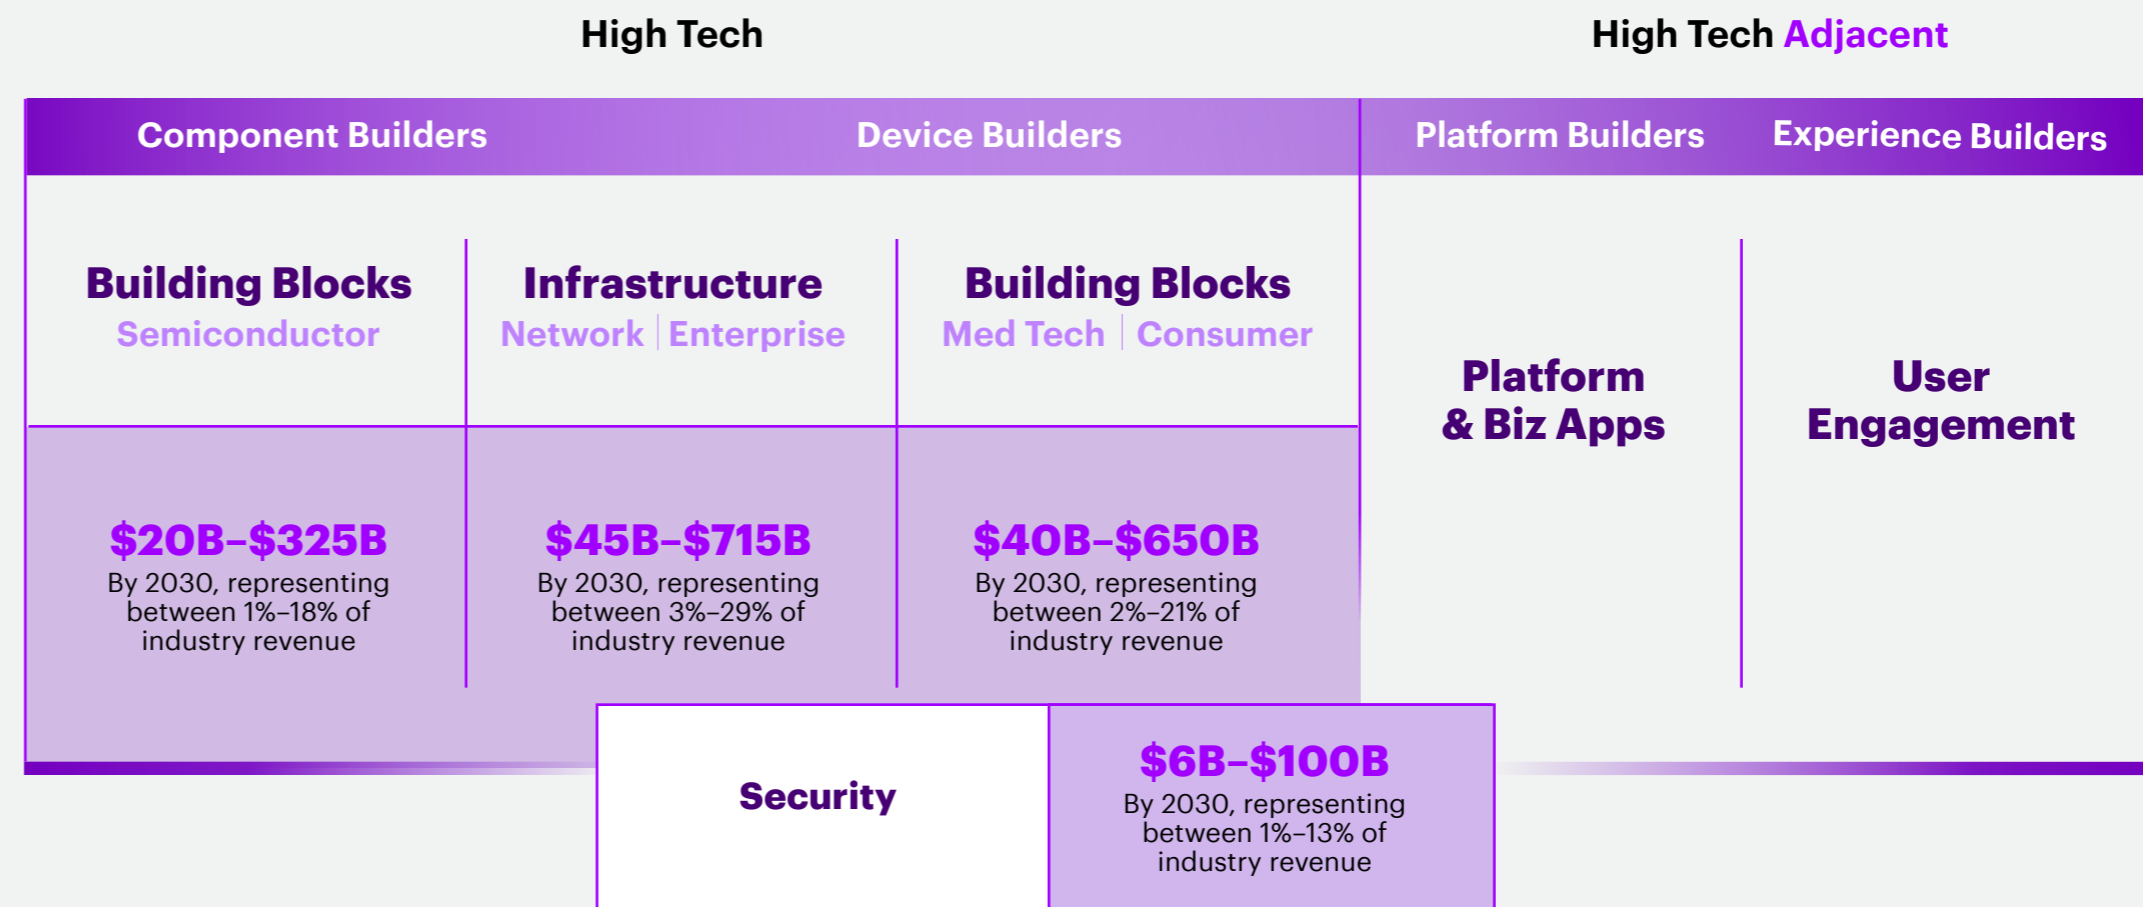 High Tech
High Tech Adjacent
Component Builders
Device Builders
Platform Builders
Experience Builders
Building Blocks
Semiconductor
Infrastructure
Network | Enterprise
Building Blocks
Med Tech | Consumer
Platform
& Biz Apps
User
Engagement
$20B–$325B
By 2030, representing
between 1%–18% of
industry revenue
$45B–$715B
By 2030, representing
between 3%–29% of
industry revenue
$40B–$650B
By 2030, representing
between 2%–21% of
industry revenue
Security
$6B–$100B
By 2030, representing
between 1%–13% of
industry revenue